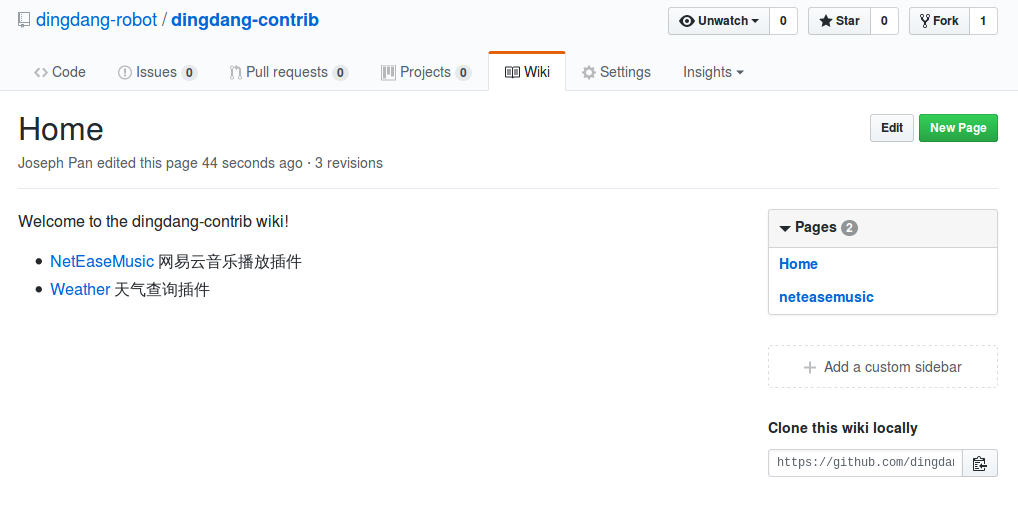 dingdang-robot / dingdang-contrib
Unwatch 0
Star 0
Fork 1
Code
Issues 0
Pull requests 0
Projects 0
Wiki
Settings
Insights
Home
Edit
New Page
Joseph Pan edited this page 44 seconds ago · 3 revisions
Welcome to the dingdang-contrib wiki!
NetEaseMusic 网易云音乐播放插件
Weather 天气查询插件
Pages 2
Home
neteasemusic
Add a custom sidebar
Clone this wiki locally
https://github.com/dingdan